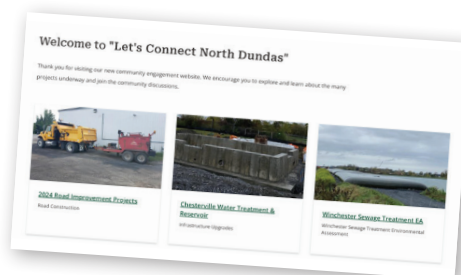 Welcome to "Let's Connect North Dundas"
Thank you for visiting our new community engagement website. We encourage you to explore and learn about the many
projects underway and join the community discussions.
2024 Road Improvement Projects
Road Construction
Chesterville Water Treatment &
Reservoir
Infrastructure Upgrades
Winchester Sewage Treatment EA
Winchester Sewage Treatment Environmental
Assessment